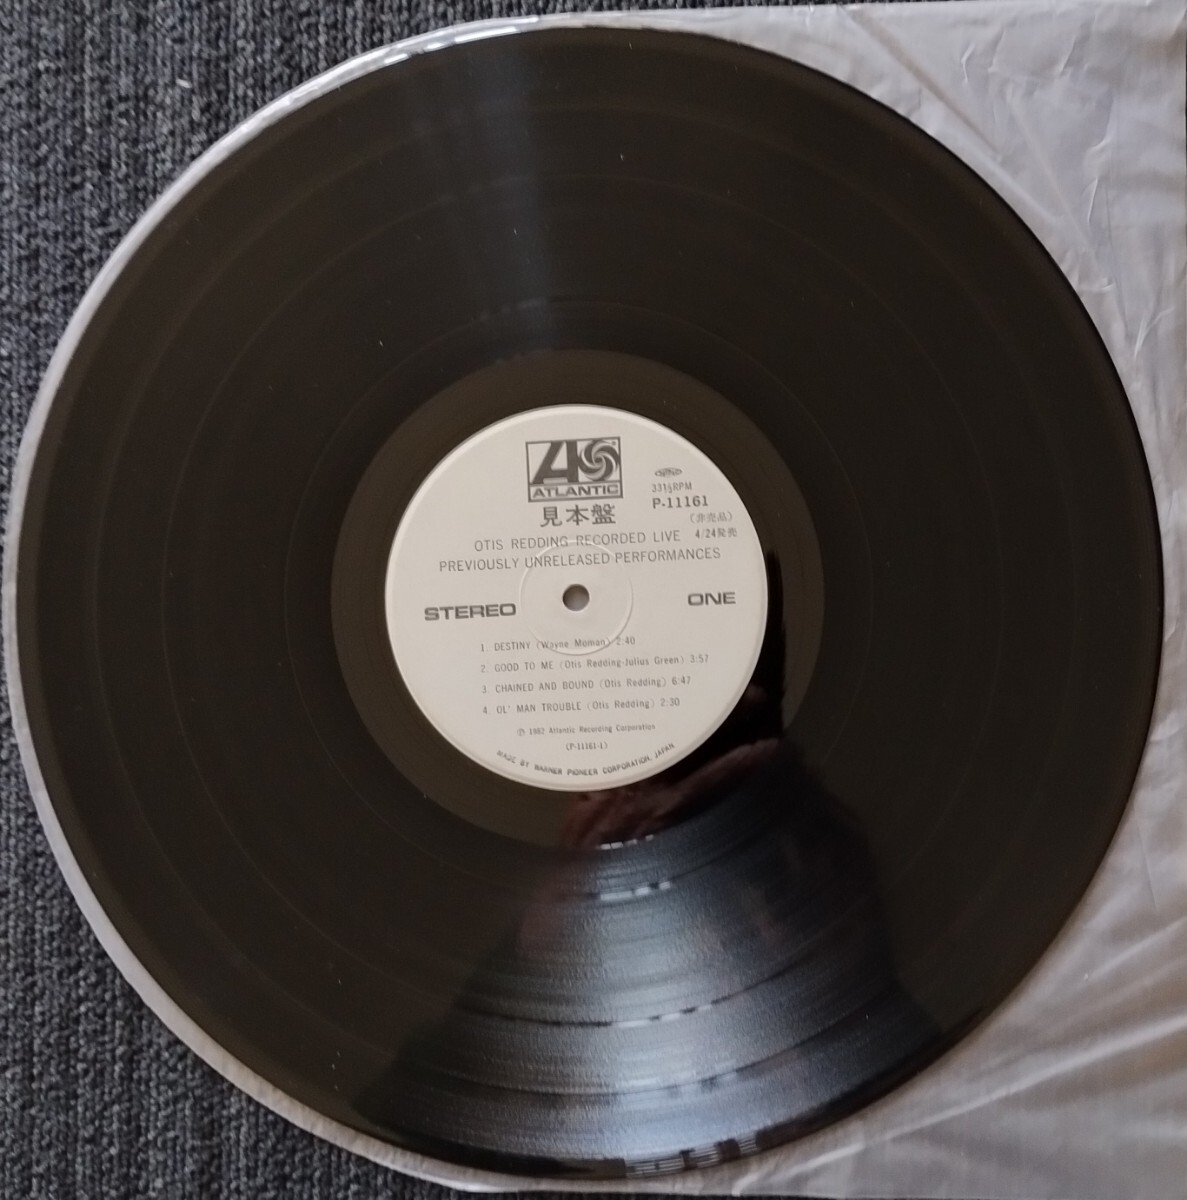 ATLANTIC
見本盤
33⅓RPM
P-11161
(非売品)
4/24発売
OTIS REDDING RECORDED LIVE
PREVIOUSLY UNRELEASED PERFORMANCES
STEREO
ONE
1. DESTINY (Wayne Moman) 2:40
2. GOOD TO ME (Otis Redding-Julius Green) 3:57
3. CHAINED AND BOUND (Otis Redding) 6:47
4. OL' MAN TROUBLE (Otis Redding) 2:30
Ⓟ 1982 Atlantic Recording Corporation
(P-11161-1)
MADE BY WARNER PIONEER CORPORATION, JAPAN